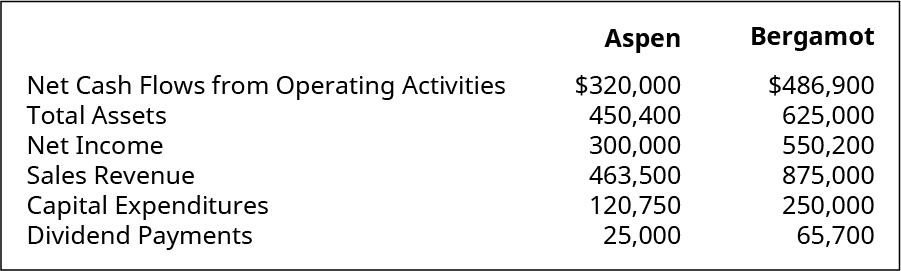 Aspen Bergamot
Net Cash Flows from Operating Activities $320,000 $486,900
Total Assets 450,400 625,000
Net Income 300,000 550,200
Sales Revenue 463,500 875,000
Capital Expenditures 120,750 250,000
Dividend Payments 25,000 65,700